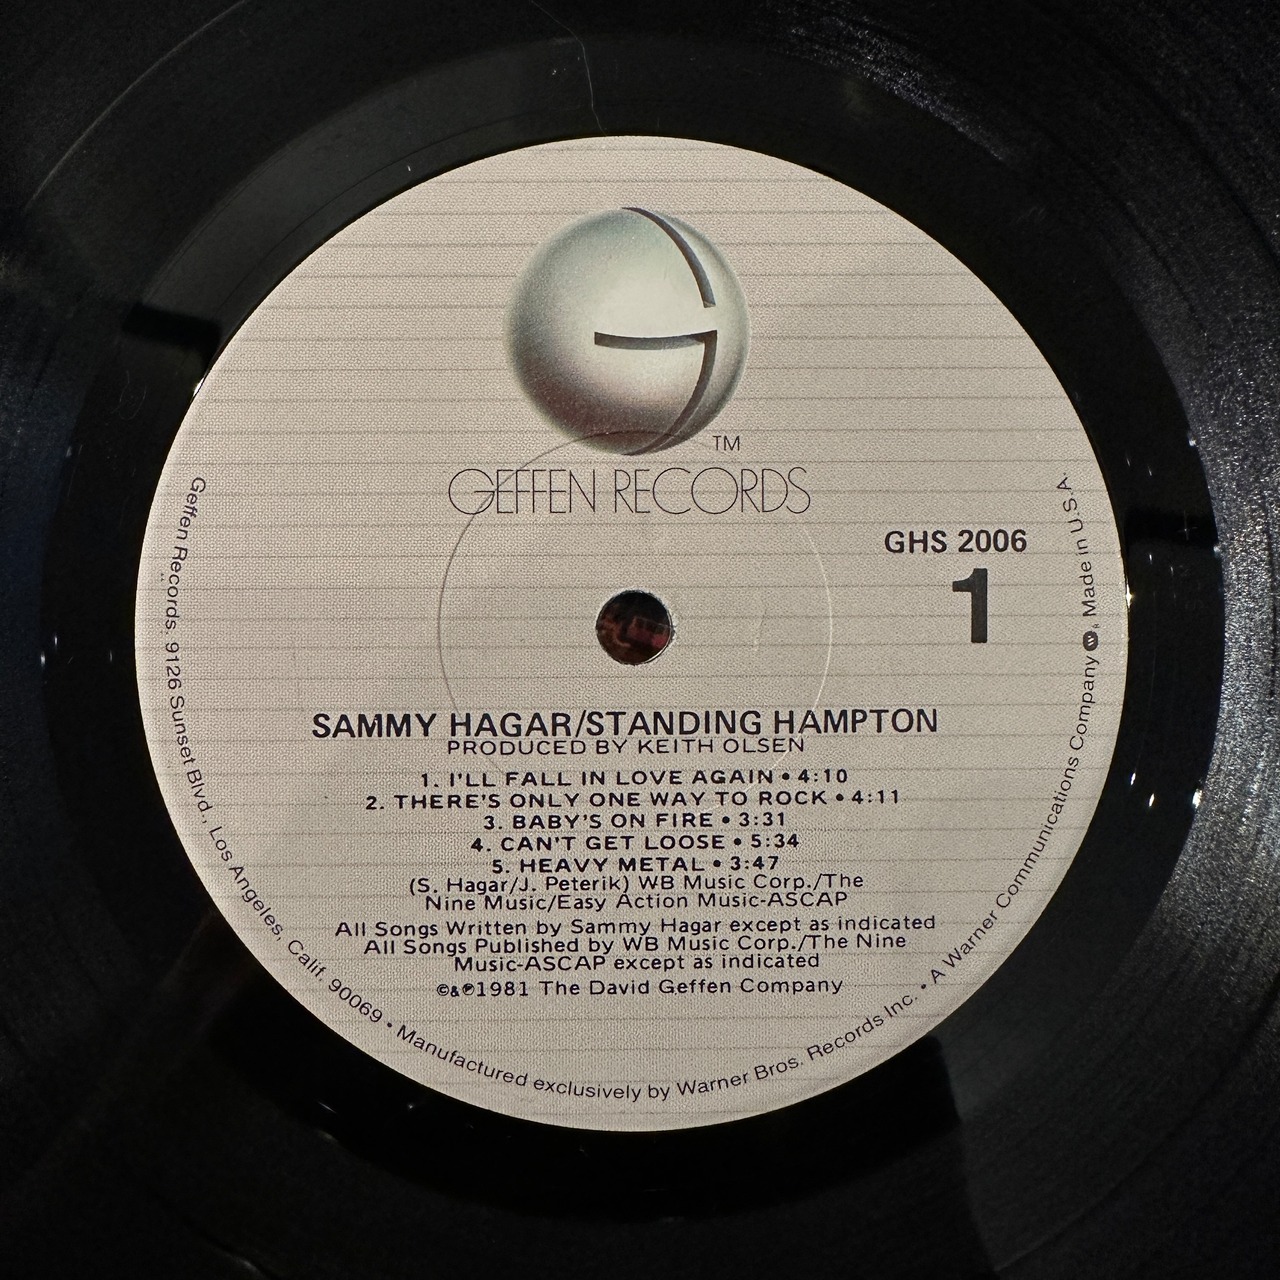 TM
GEFFEN RECORDS
GHS 2006
1
SAMMY HAGAR/STANDING HAMPTON
PRODUCED BY KEITH OLSEN
1. I'LL FALL IN LOVE AGAIN • 4:10
2. THERE'S ONLY ONE WAY TO ROCK • 4:11
3. BABY'S ON FIRE • 3:31
4. CAN'T GET LOOSE • 5:34
5. HEAVY METAL • 3:47
(S. Hagar/J. Peterik) WB Music Corp./The
Nine Music/Easy Action Music-ASCAP
All Songs Written by Sammy Hagar except as indicated
All Songs Published by WB Music Corp./The Nine
Music-ASCAP except as indicated
©&℗1981 The David Geffen Company
Geffen Records, 9126 Sunset Blvd., Los Angeles, Calif. 90069 • Manufactured exclusively by Warner Bros. Records Inc. • A Warner Communications Company ⓦ® Made in U.S.A.